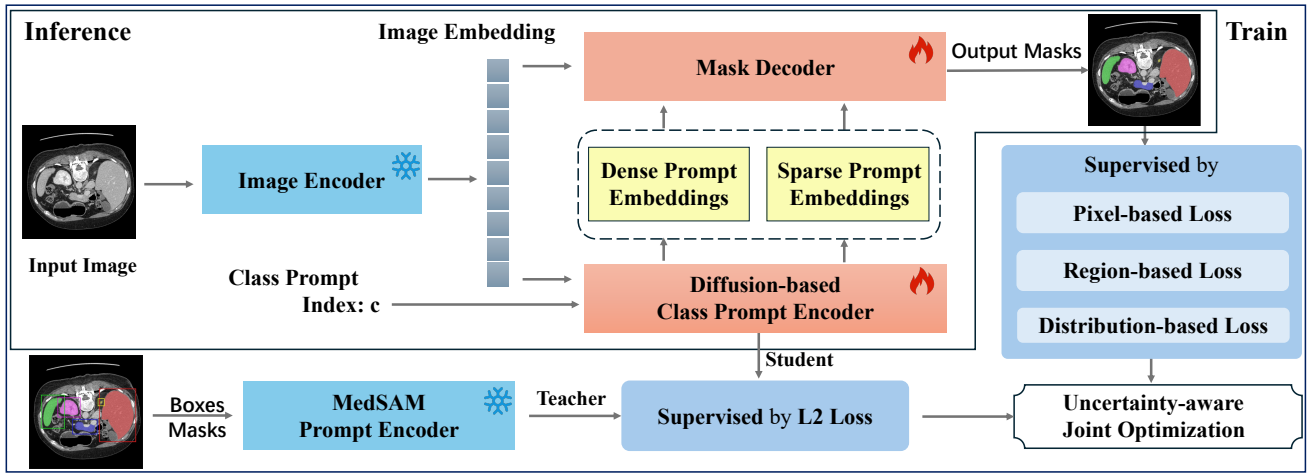 Inference
Train
Image Embedding
Mask Decoder
Output Masks
Image Encoder
Dense Prompt
Embeddings
Sparse Prompt
Embeddings
Supervised by
Pixel-based Loss
Region-based Loss
Distribution-based Loss
Input Image
Class Prompt
Index: c
Diffusion-based
Class Prompt Encoder
Student
Boxes
Masks
MedSAM
Prompt Encoder
Teacher
Supervised by L2 Loss
Uncertainty-aware
Joint Optimization